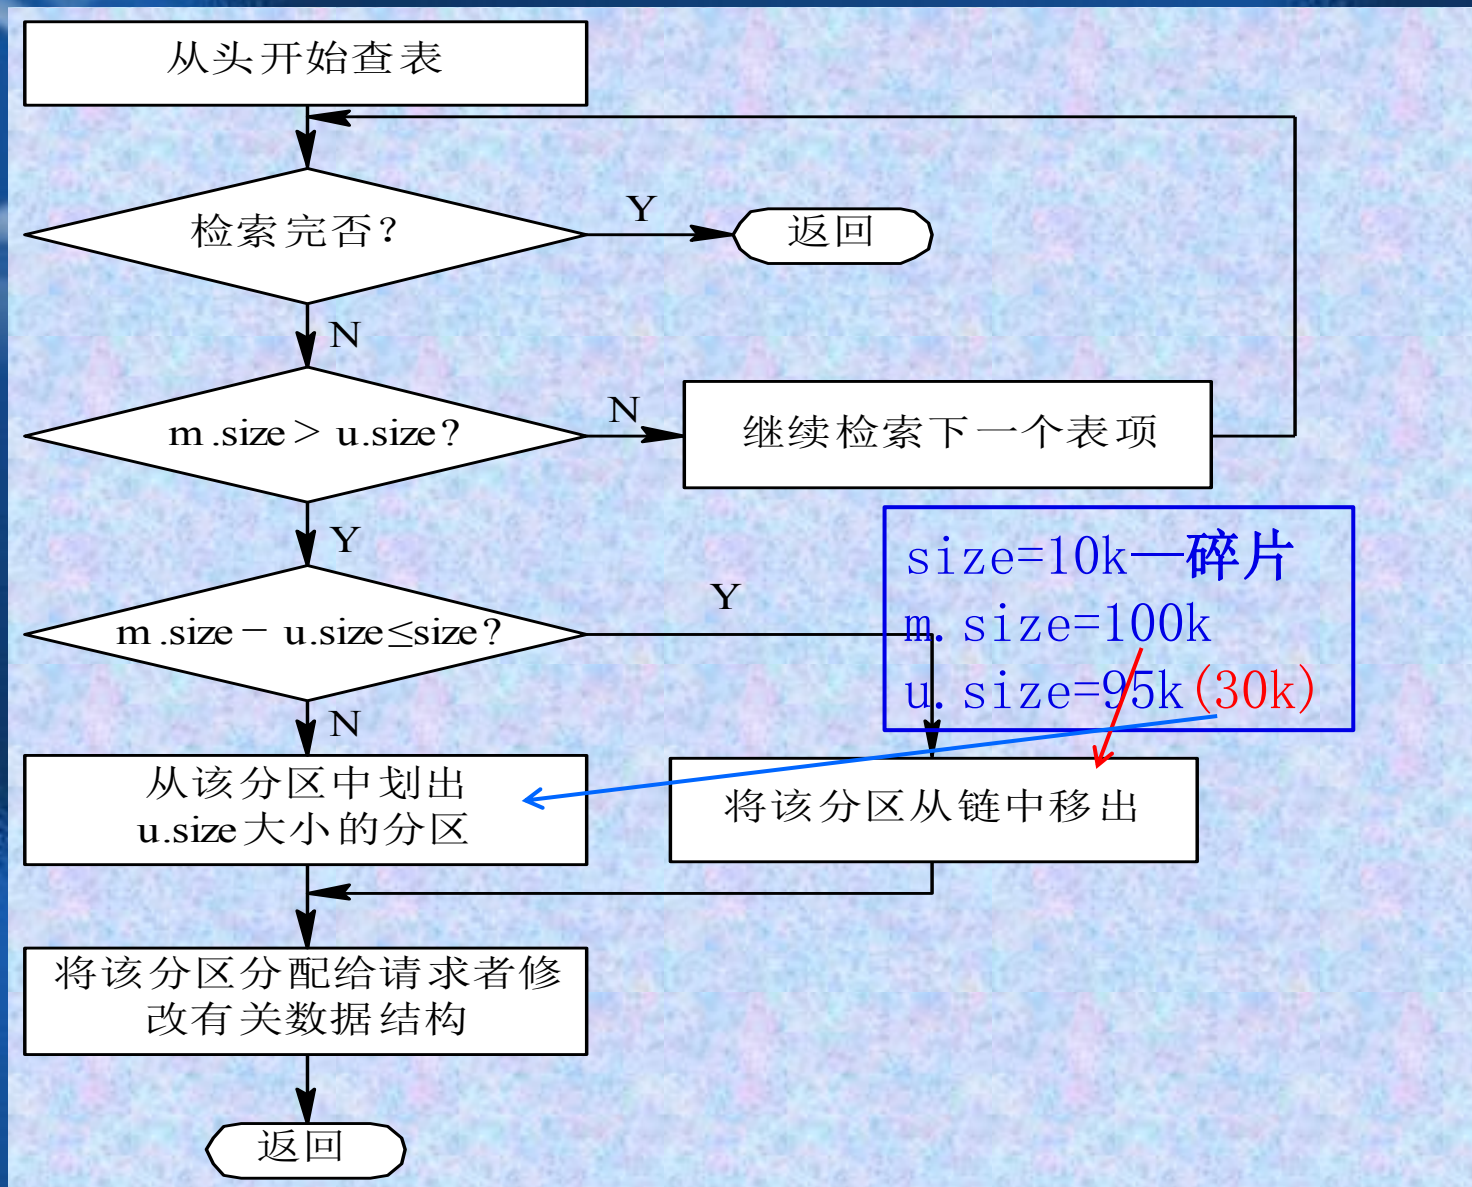 从头开始查表
检索完否?
Y
返回
N
m.size > u.size?
N
继续检索下一个表项
Y
size=10k—碎片
m.size=100k
u.size=95k(30k)
m.size - u.size≤size?
Y
N
从该分区中划出
u.size大小的分区
将该分区从链中移出
将该分区分配给请求者修
改有关数据结构
返回